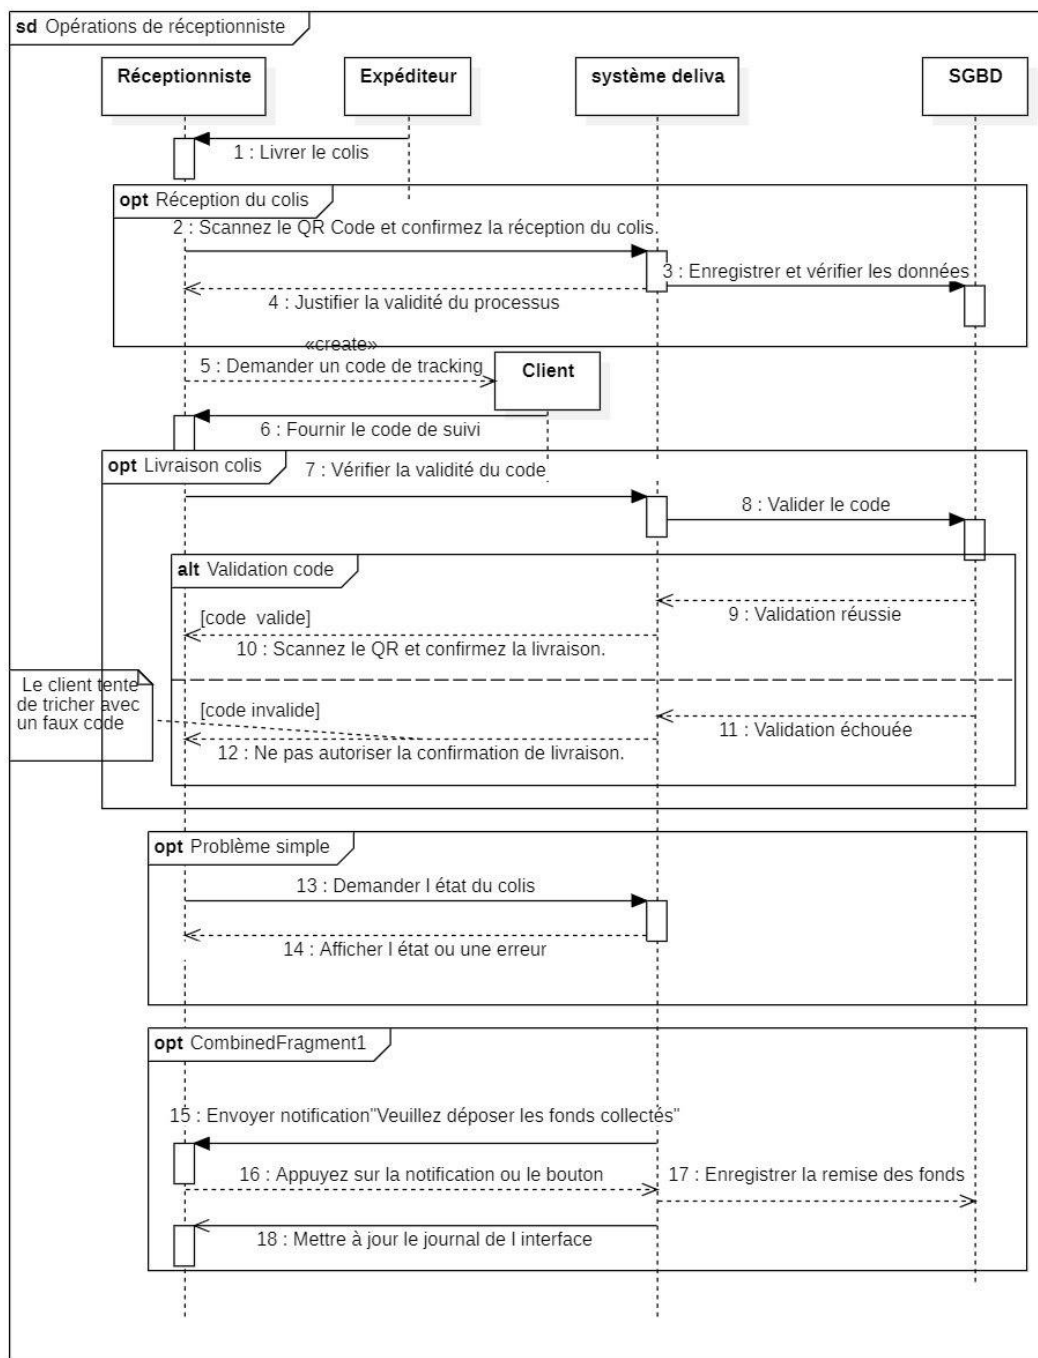 sd Opérations de réceptionniste
Réceptionniste
Expéditeur
système deliva
SGBD
1 : Livrer le colis
opt Réception du colis
2 : Scannez le QR Code et confirmez la réception du colis.
3 : Enregistrer et vérifier les données
4 : Justifier la validité du processus
«create»
5 : Demander un code de tracking
Client
6 : Fournir le code de suivi
opt Livraison colis
7 : Vérifier la validité du code
8 : Valider le code
alt Validation code
9 : Validation réussie
[code  valide]
10 : Scannez le QR et confirmez la livraison.
Le client tente
de tricher avec
un faux code
[code invalide]
11 : Validation échouée
12 : Ne pas autoriser la confirmation de livraison.
opt Problème simple
13 : Demander l état du colis
14 : Afficher l état ou une erreur
opt CombinedFragment1
15 : Envoyer notification"Veuillez déposer les fonds collectés"
16 : Appuyez sur la notification ou le bouton
17 : Enregistrer la remise des fonds
18 : Mettre à jour le journal de l interface